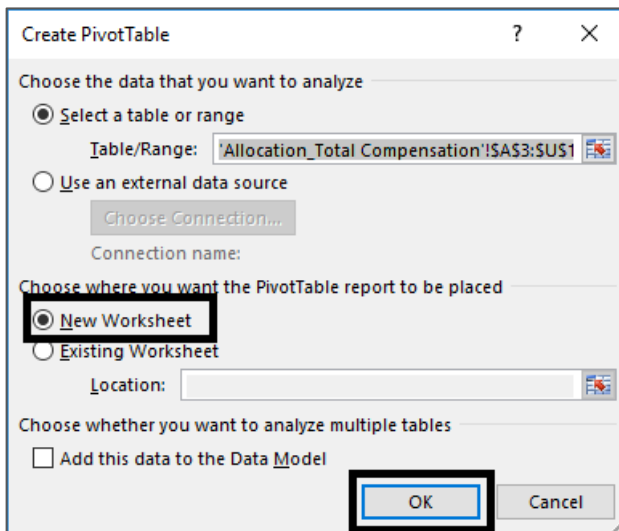 Create PivotTable ? ×
Choose the data that you want to analyze
Select a table or range
Table/Range: 'Allocation_Total Compensation'!$A$3:$U$1
Use an external data source
Choose Connection...
Connection name:
Choose where you want the PivotTable report to be placed
New Worksheet
Existing Worksheet
Location:
Choose whether you want to analyze multiple tables
Add this data to the Data Model
OK Cancel